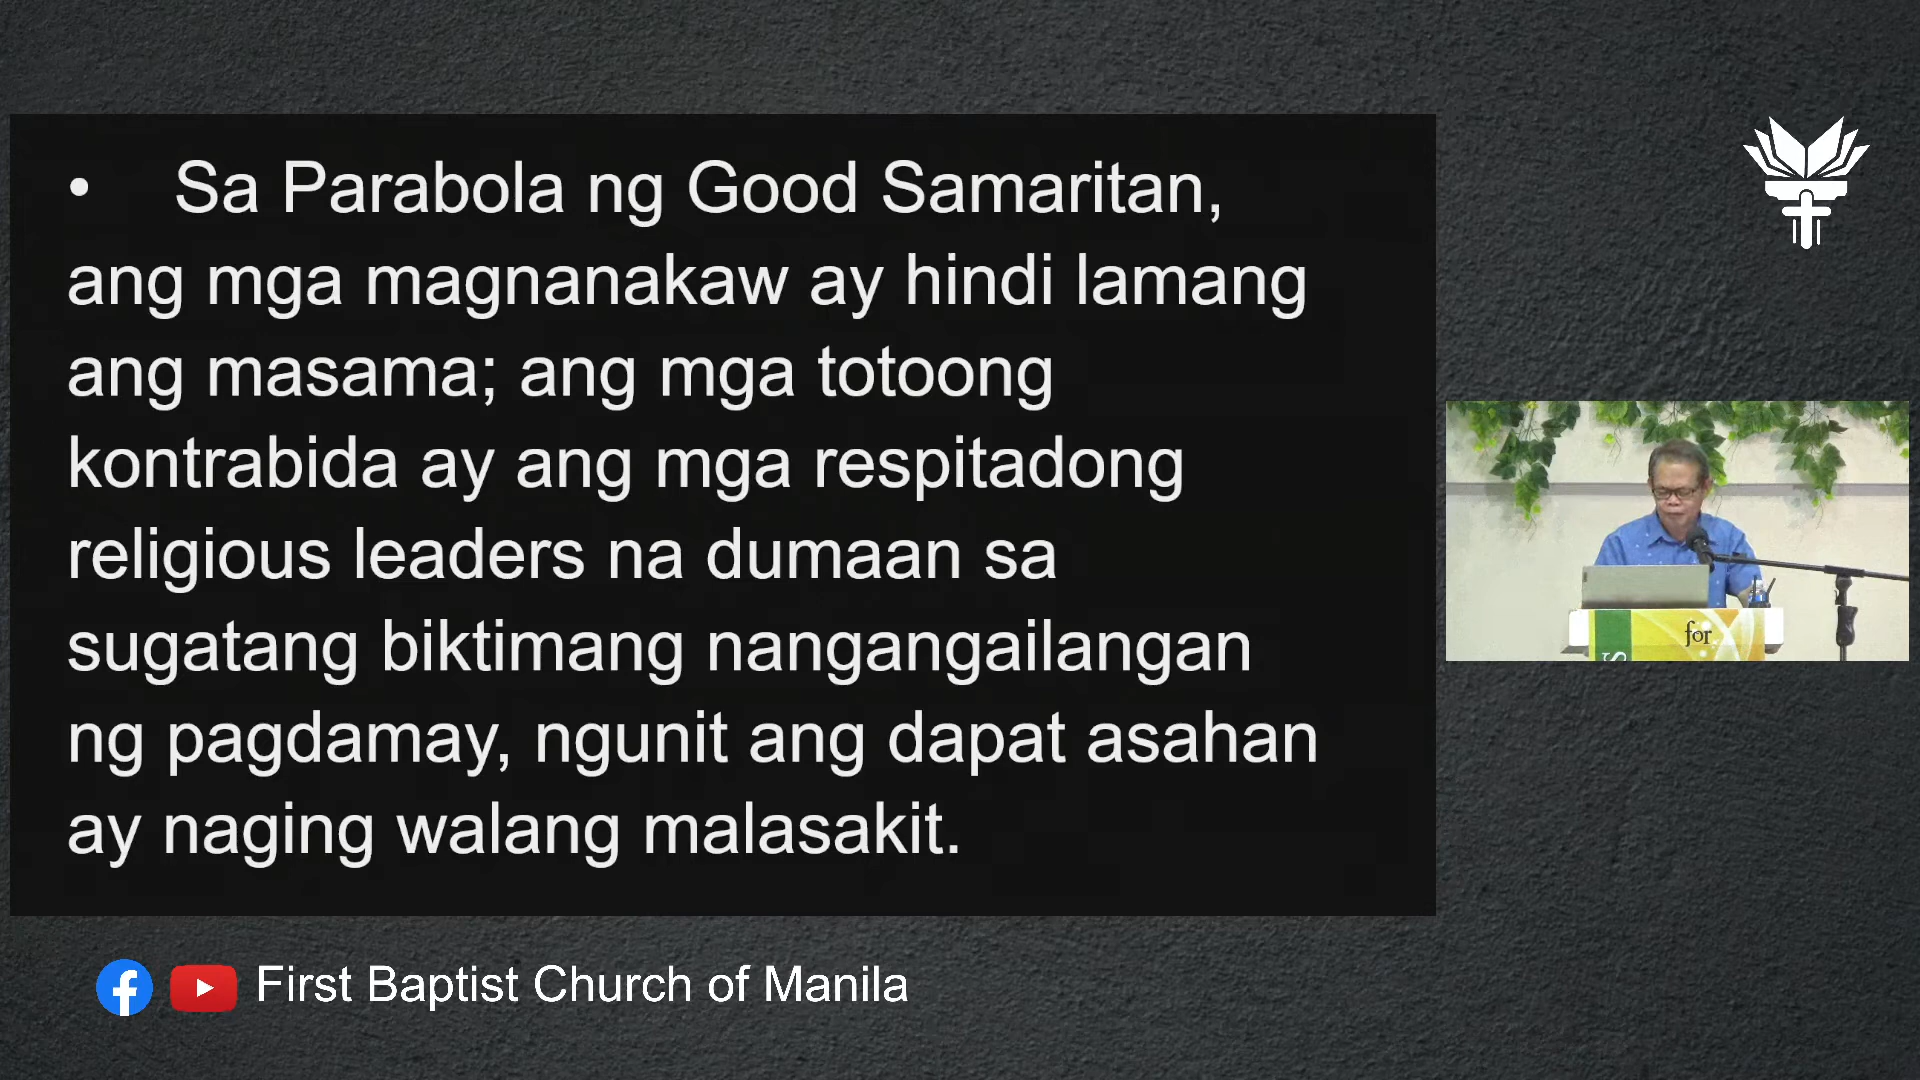 • Sa Parabola ng Good Samaritan,
ang mga magnanakaw ay hindi lamang
ang masama; ang mga totoong
kontrabida ay ang mga respitadong
religious leaders na dumaan sa
sugatang biktimang nangangailangan
ng pagdamay, ngunit ang dapat asahan
ay naging walang malasakit.
for
S
First Baptist Church of Manila